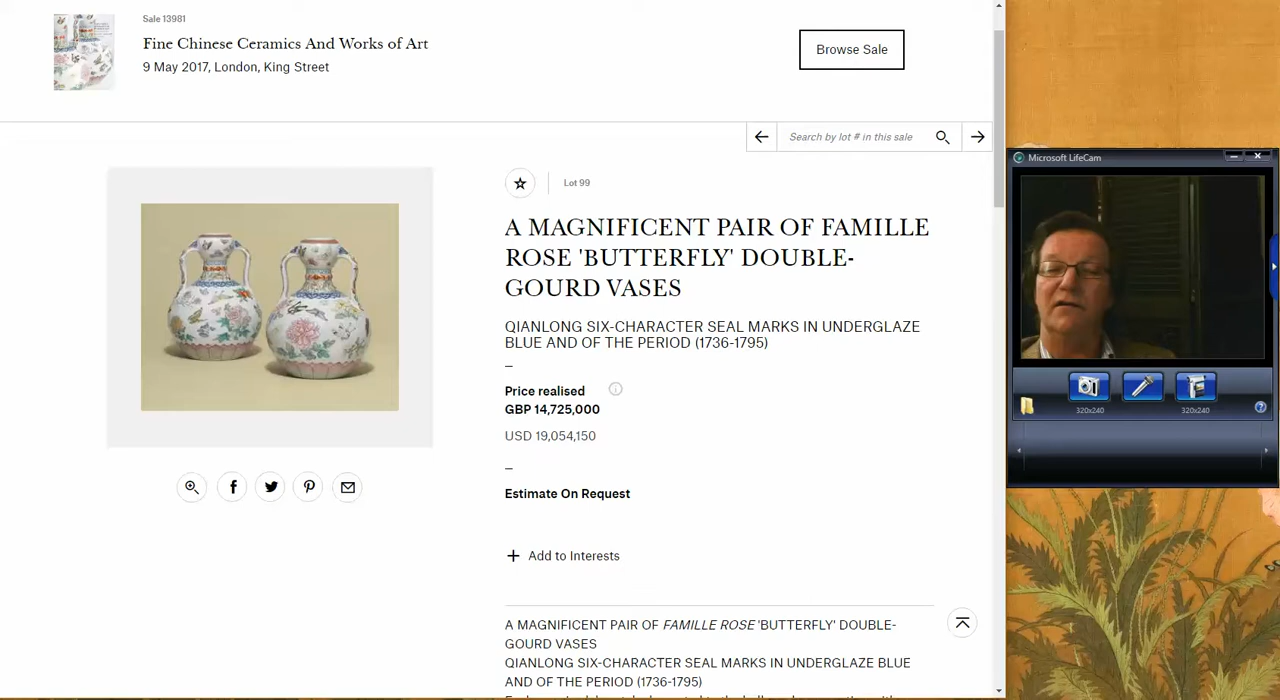 Sale 13981
Fine Chinese Ceramics And Works of Art
9 May 2017, London, King Street
Browse Sale
Search by lot # in this sale
Microsoft LifeCam
Lot 99
A MAGNIFICENT PAIR OF FAMILLE
ROSE 'BUTTERFLY' DOUBLE-
GOURD VASES
QIANLONG SIX-CHARACTER SEAL MARKS IN UNDERGLAZE
BLUE AND OF THE PERIOD (1736-1795)
–
Price realised
GBP 14,725,000
USD 19,054,150
–
Estimate On Request
+ Add to Interests
320x240
320x240
A MAGNIFICENT PAIR OF FAMILLE ROSE 'BUTTERFLY' DOUBLE-
GOURD VASES
QIANLONG SIX-CHARACTER SEAL MARKS IN UNDERGLAZE BLUE
AND OF THE PERIOD (1736-1795)